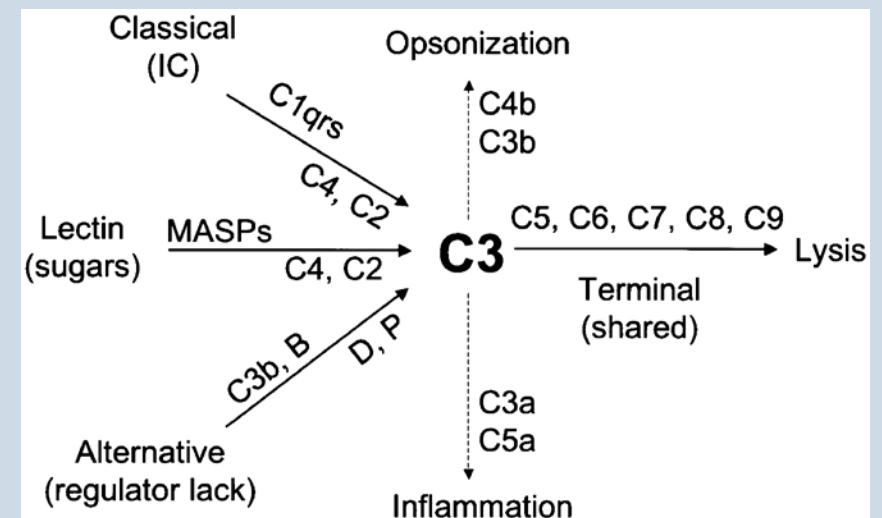 Classical
(IC)
Opsonization
C1qrs
C4, C2
C4b
C3b
Lectin
(sugars)
MASPs
C4, C2
C3
C5, C6, C7, C8, C9
Lysis
Terminal
(shared)
C3b, B
D, P
Alternative
(regulator lack)
C3a
C5a
Inflammation